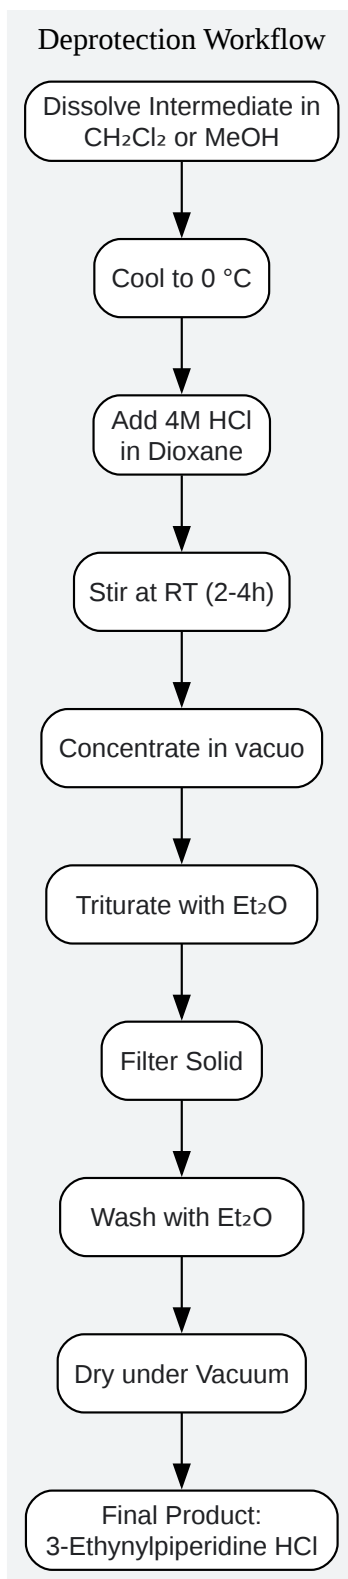 Deprotection Workflow
Dissolve Intermediate in
CH₂Cl₂ or MeOH
Cool to 0 °C
Add 4M HCl
in Dioxane
Stir at RT (2-4h)
Concentrate in vacuo
Triturate with Et₂O
Filter Solid
Wash with Et₂O
Dry under Vacuum
Final Product:
3-Ethynylpiperidine HCl